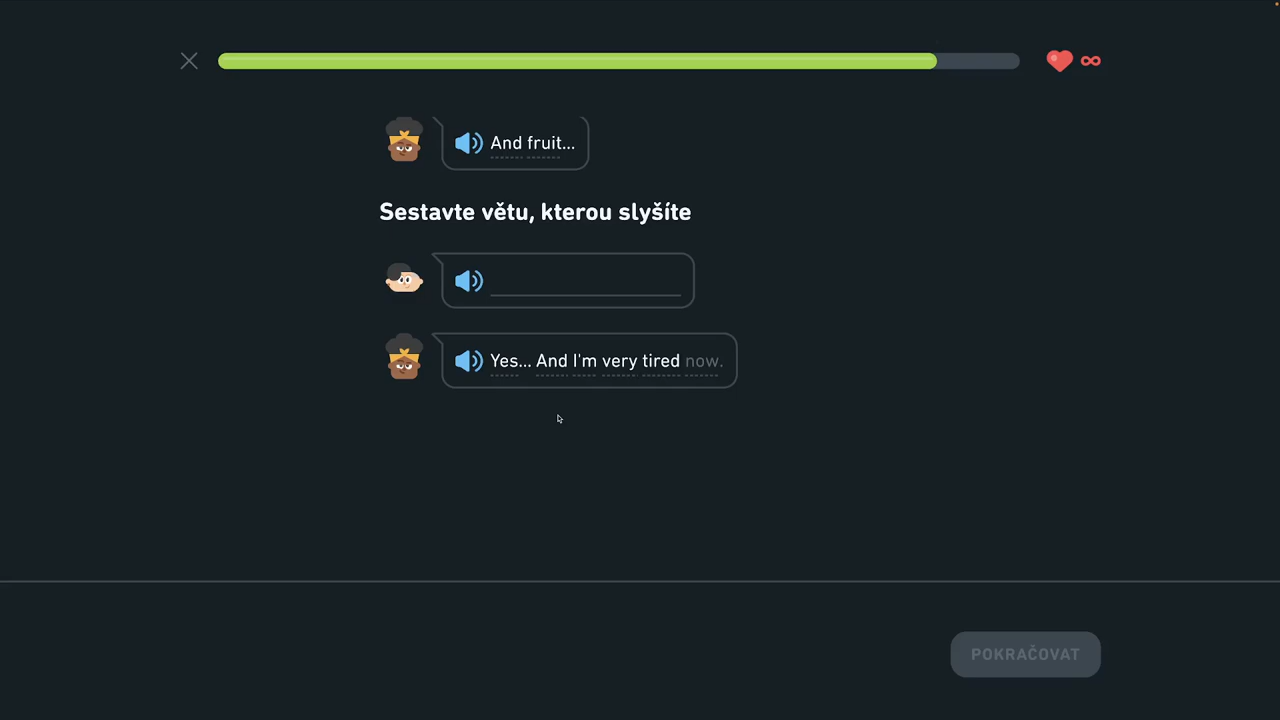 And fruit...
Sestavte větu, kterou slyšíte
Yes... And I'm very tired now.
POKRAČOVAT